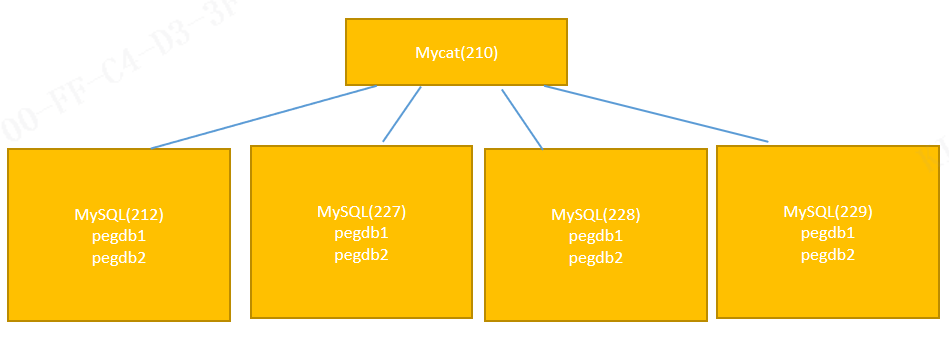 Mycat(210)
MySQL(212)
pegdb1
pegdb2
MySQL(227)
pegdb1
pegdb2
MySQL(228)
pegdb1
pegdb2
MySQL(229)
pegdb1
pegdb2